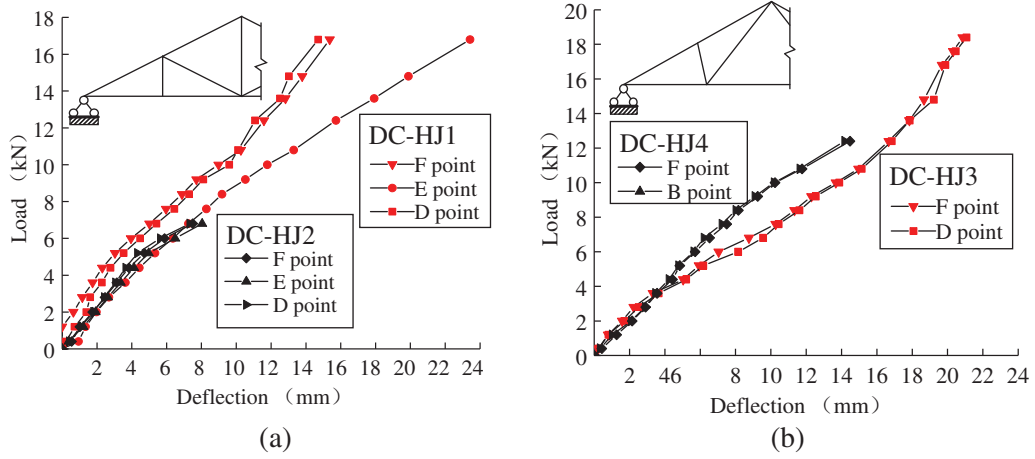 18
16
14
12
10
8
6
4
2
0
Load （kN）
DC-HJ1
F point
E point
D point
DC-HJ2
F point
E point
D point
2 4 6 8 10 12 14 16 18 20 22 24
Deflection （mm）
(a)
20
18
16
14
12
10
8
6
4
2
0
Load （kN）
DC-HJ4
F point
B point
DC-HJ3
F point
D point
2 46 8 10 12 14 16 18 20 22 24
Deflection （mm）
(b)